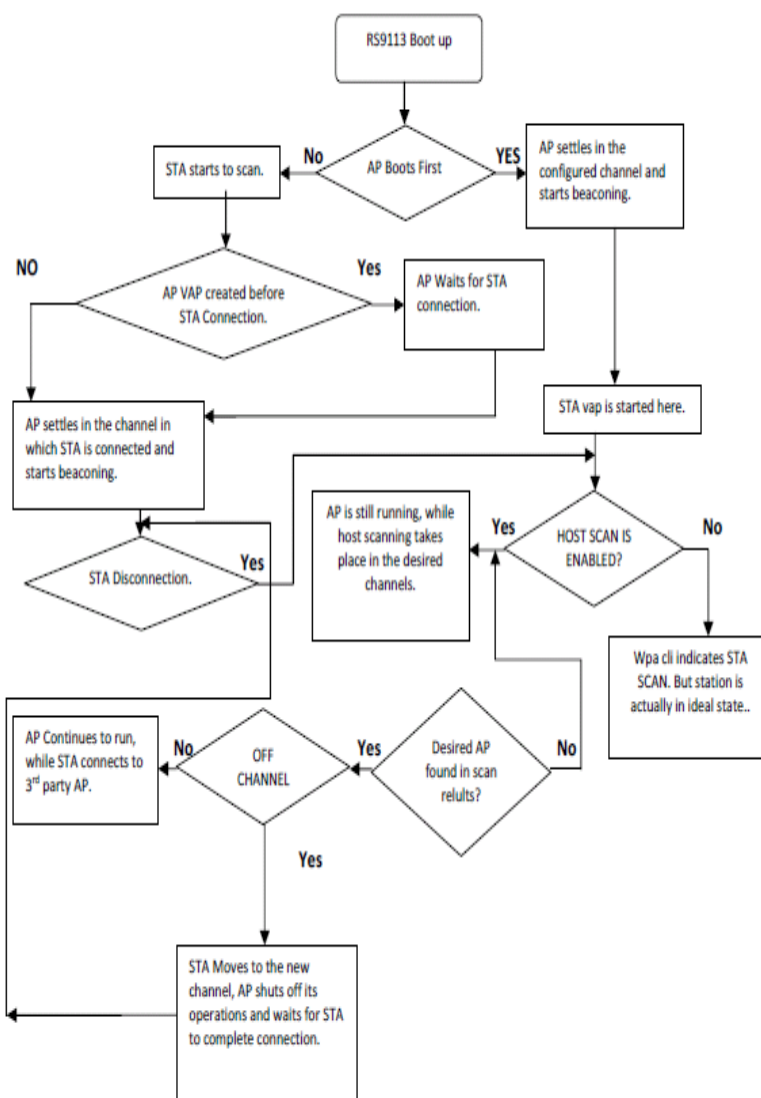 RS9113 Boot up
AP Boots First
No
YES
STA starts to scan.
AP settles in the
configured channel and
starts beaconing.
NO
AP VAP created before
STA Connection.
Yes
AP Waits for STA
connection.
AP settles in the channel in
which STA is connected and
starts beaconing.
STA vap is started here.
STA Disconnection.
Yes
AP is still running, while
host scanning takes
place in the desired
channels.
Yes
HOST SCAN IS
ENABLED?
No
Wpa cli indicates STA
SCAN. But station is
actually in ideal state..
AP Continues to run,
while STA connects to
3rd party AP.
No
OFF
CHANNEL
Yes
Desired AP
found in scan
relults?
No
Yes
STA Moves to the new
channel, AP shuts off its
operations and waits for STA
to complete connection.